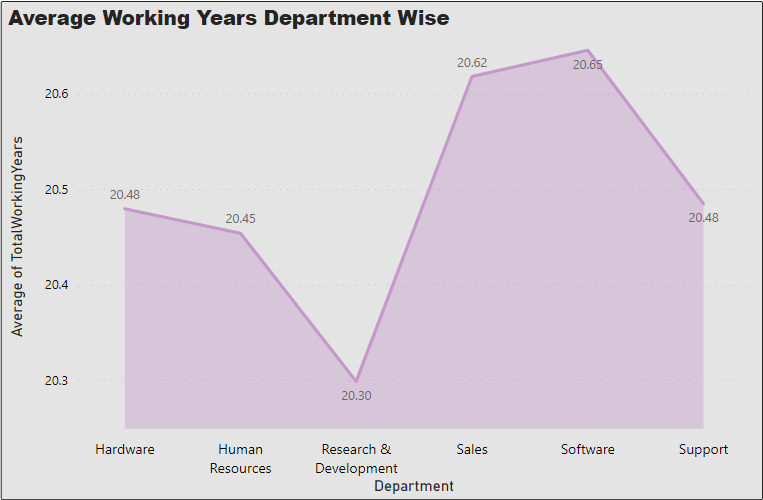 Average Working Years Department Wise
Average of TotalWorkingYears
20.6
20.5
20.4
20.3
20.48
20.45
20.30
20.62
20.65
20.48
Hardware
Human
Resources
Research &
Development
Sales
Software
Support
Department